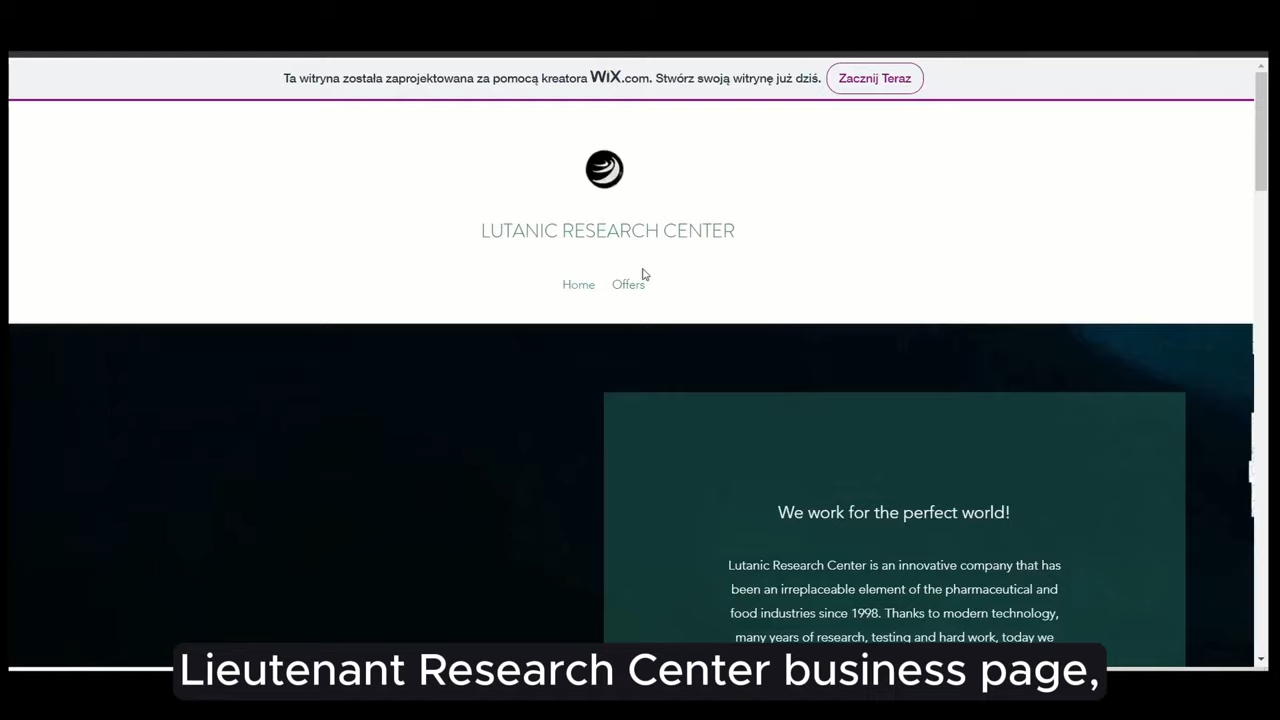 Ta witryna została zaprojektowana za pomocą kreatora WiX.com. Stwórz swoją witrynę już dziś. Zacznij Teraz
LUTANIC RESEARCH CENTER
Home Offers
We work for the perfect world!
Lutanic Research Center is an innovative company that has
been an irreplaceable element of the pharmaceutical and
food industries since 1998. Thanks to modern technology,
many years of research, testing and hard work, today we
Lieutenant Research Center business page,